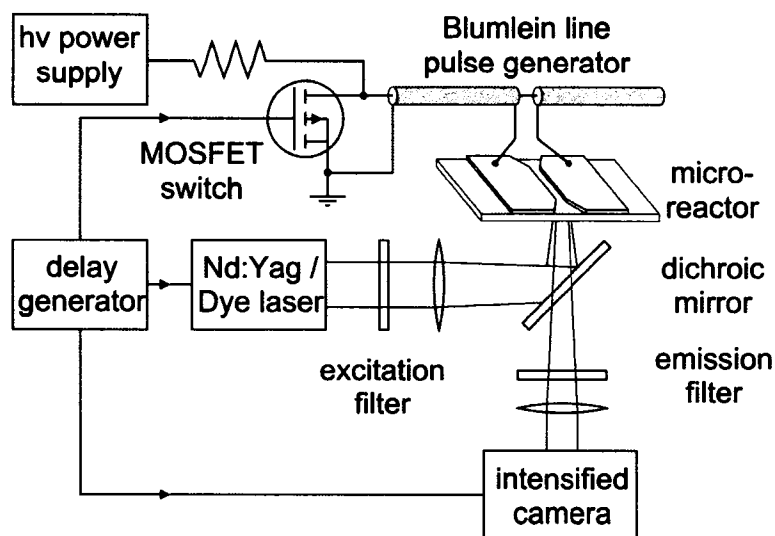 hv power
supply
Blumlein line
pulse generator
MOSFET
switch
micro-
reactor
delay
generator
Nd:Yag /
Dye laser
dichroic
mirror
excitation
filter
emission
filter
intensified
camera